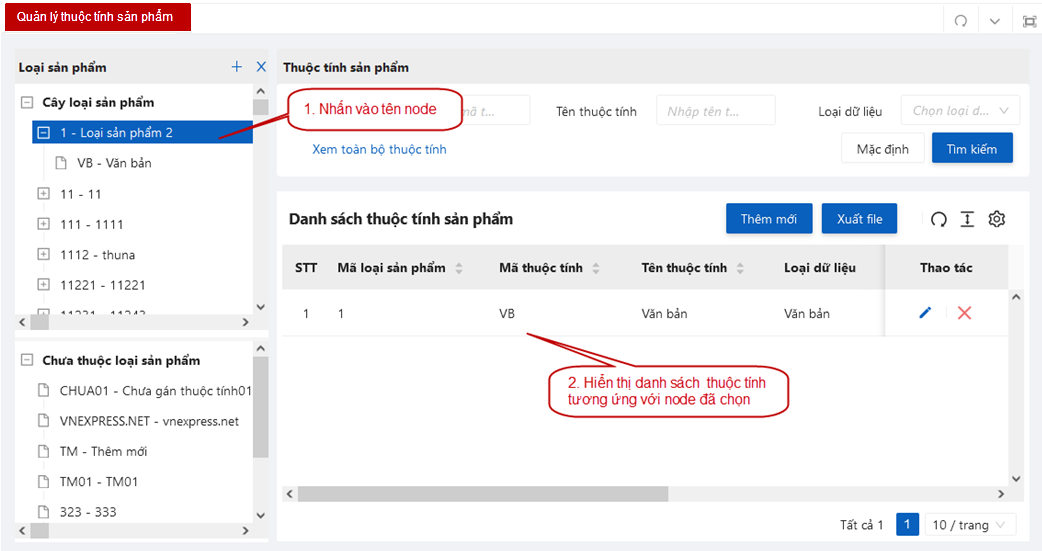 Quản lý thuộc tính sản phẩm
Loại sản phẩm
Cây loại sản phẩm
1 - Loại sản phẩm 2
VB - Văn bản
11 - 11
111 - 1111
1112 - thuna
11221 - 11221
Chưa thuộc loại sản phẩm
CHUA01 - Chưa gán thuộc tính01
VNEXPRESS.NET - vnexpress.net
TM - Thêm mới
TM01 - TM01
323 - 333
Thuộc tính sản phẩm
1. Nhấn vào tên node
mã t...
Tên thuộc tính
Nhập tên t...
Loại dữ liệu
Chọn loại d...
Xem toàn bộ thuộc tính
Mặc định
Tìm kiếm
Danh sách thuộc tính sản phẩm
Thêm mới
Xuất file
STT Mã loại sản phẩm Mã thuộc tính Tên thuộc tính Loại dữ liệu Thao tác
1 1 VB Văn bản Văn bản
2. Hiển thị danh sách thuộc tính
tương ứng với node đã chọn
Tất cả 1 1 10 / trang